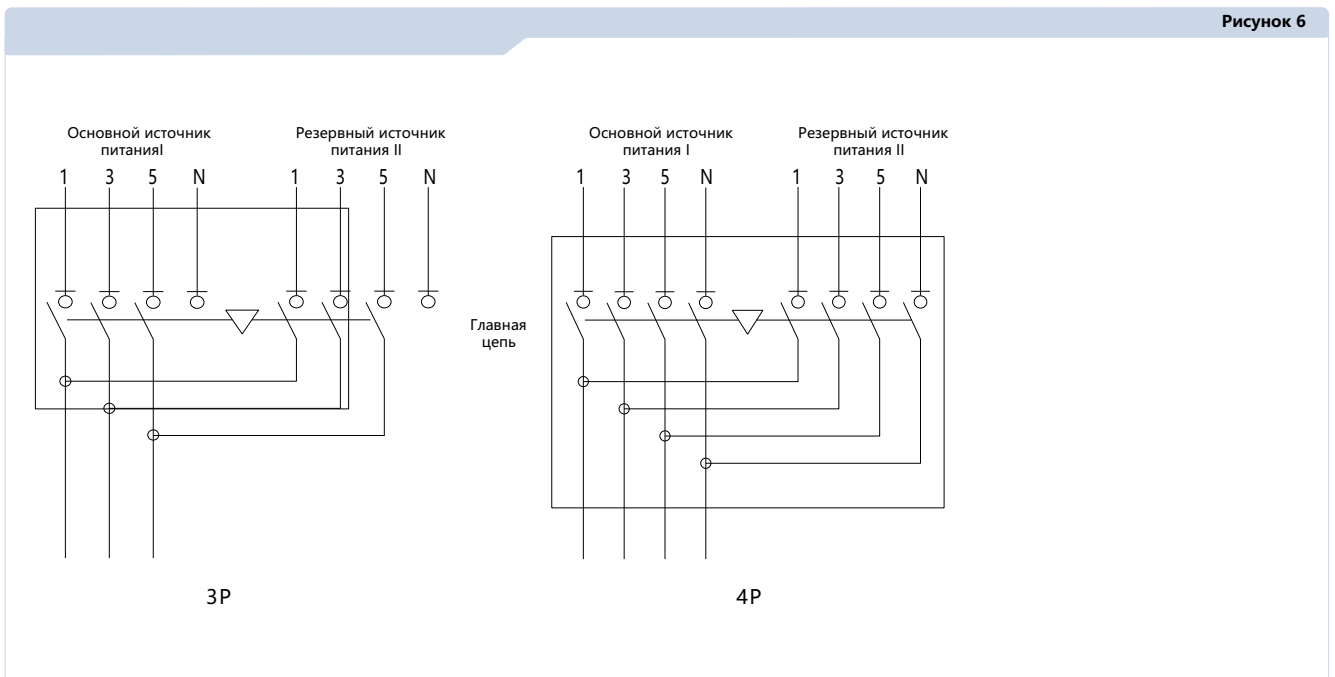 Рисунок 6
Основной источник
питанияI
Резервный источник
питания II
1 3 5 N 1 3 5 N
Основной источник
питания I
Резервный источник
питания II
1 3 5 N 1 3 5 N
Главная
цепь
3P
4P